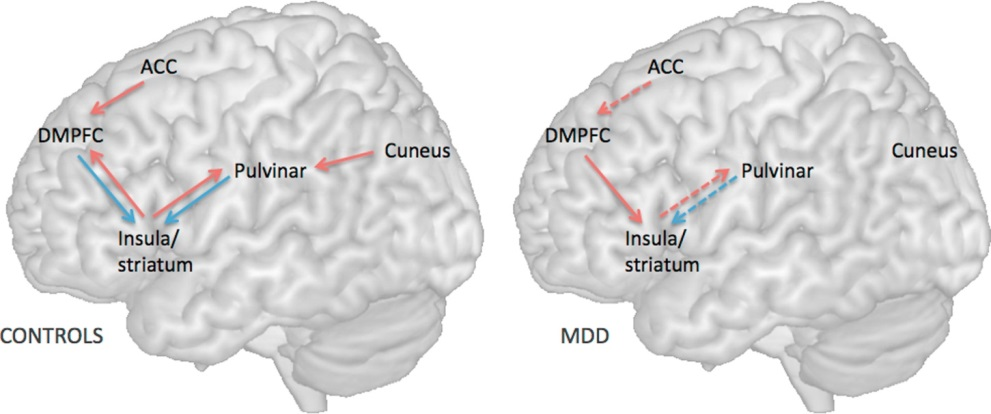 ACC
DMPFC
Pulvinar
Cuneus
Insula/
striatum
CONTROLS
ACC
DMPFC
Pulvinar
Cuneus
Insula/
striatum
MDD